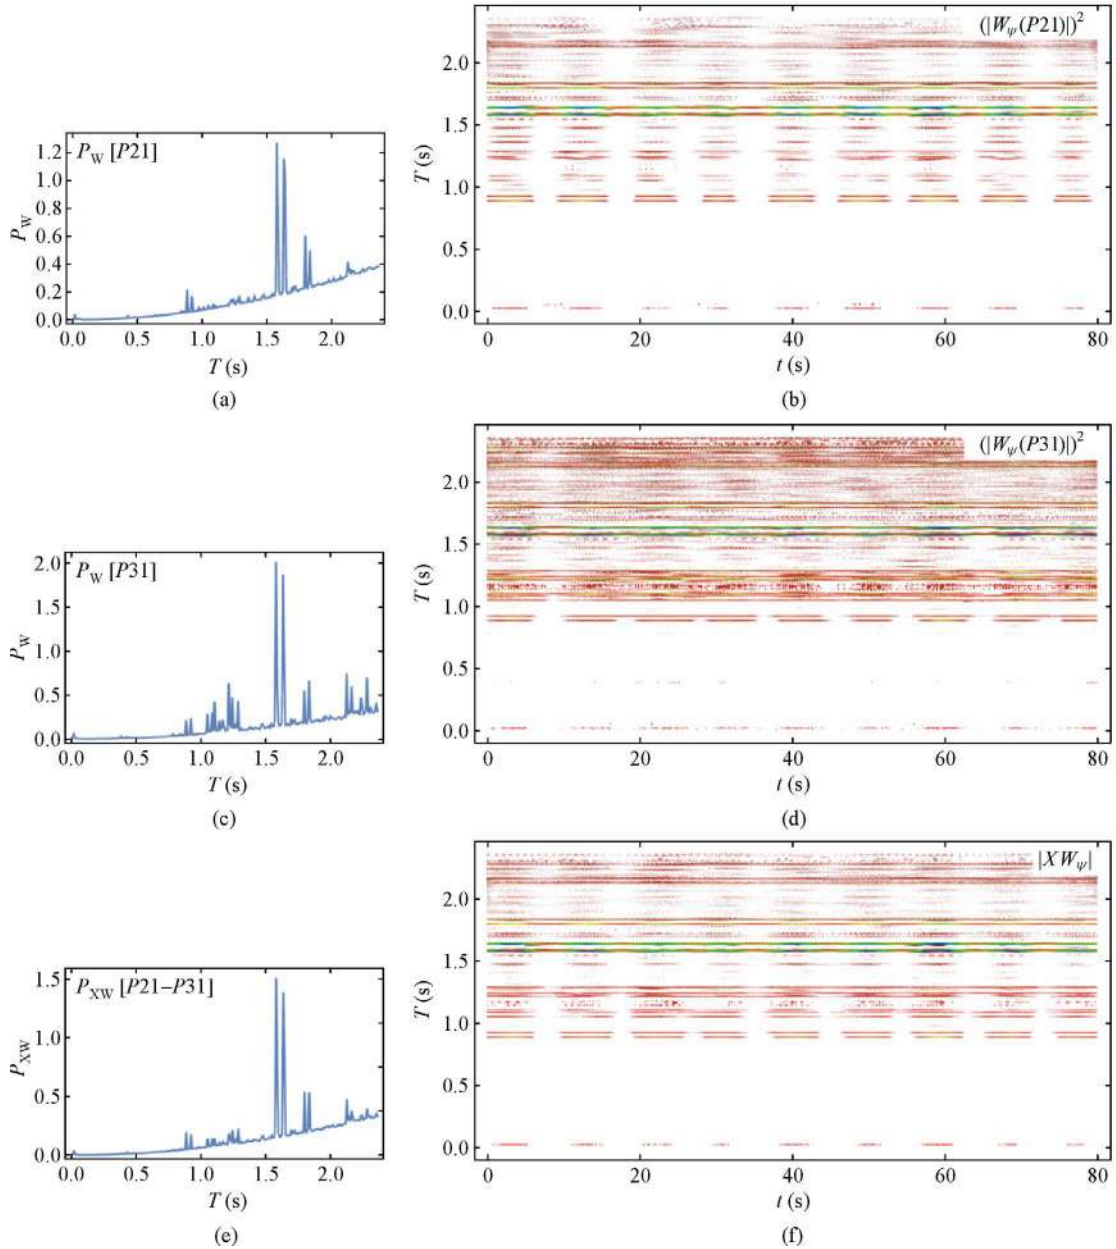 P_W [P21]
1.2
1.0
0.8
0.6
0.4
0.2
0.0
P_W
0.0 0.5 1.0 1.5 2.0
T (s)
(a)
(|W_ψ(P21)|)²
2.0
1.5
1.0
0.5
0.0
T (s)
0 20 40 60 80
t (s)
(b)
P_W [P31]
2.0
1.5
1.0
0.5
0.0
P_W
0.0 0.5 1.0 1.5 2.0
T (s)
(c)
(|W_ψ(P31)|)²
2.0
1.5
1.0
0.5
0.0
T (s)
0 20 40 60 80
t (s)
(d)
P_XW [P21–P31]
1.5
1.0
0.5
0.0
P_XW
0.0 0.5 1.0 1.5 2.0
T (s)
(e)
|XW_ψ|
2.0
1.5
1.0
0.5
0.0
T (s)
0 20 40 60 80
t (s)
(f)